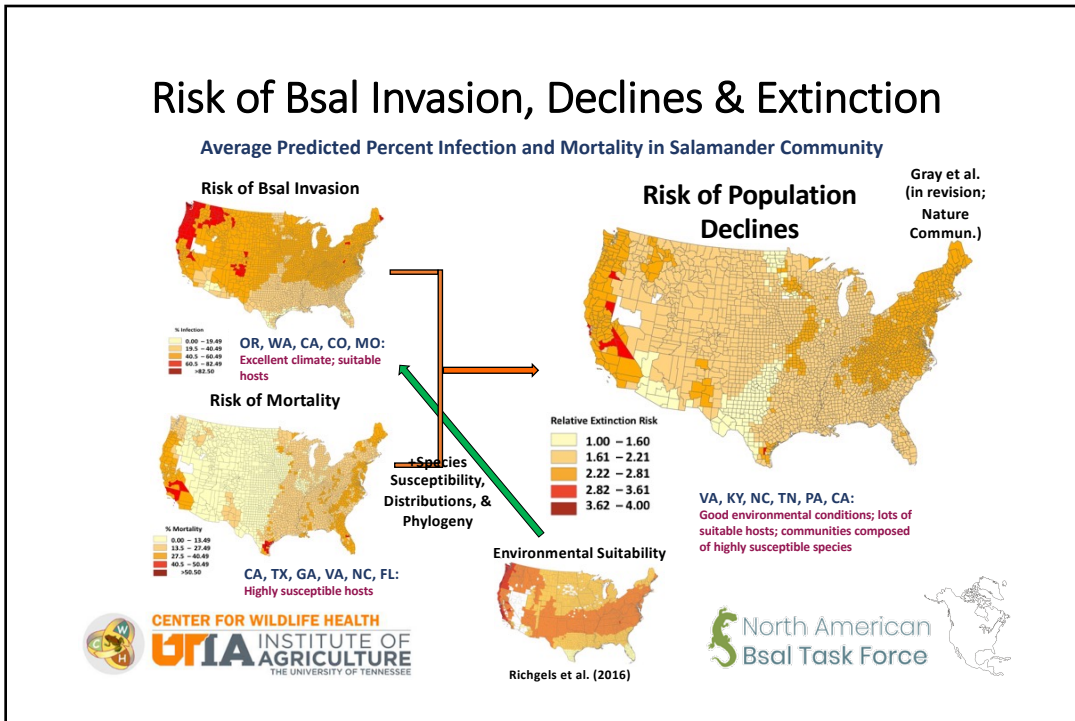 Risk of Bsal Invasion, Declines & Extinction
Average Predicted Percent Infection and Mortality in Salamander Community
Risk of Bsal Invasion
% Infection
0.00 – 19.49
19.5 – 40.49
40.5 – 60.49
60.5 – 82.49
>82.50
OR, WA, CA, CO, MO:
Excellent climate; suitable
hosts
Risk of Mortality
% Mortality
0.00 – 13.49
13.5 – 27.49
27.5 – 40.49
40.5 – 50.49
>50.50
CA, TX, GA, VA, NC, FL:
Highly susceptible hosts
+Species
Susceptibility,
Distributions, &
Phylogeny
Environmental Suitability
Richgels et al. (2016)
Risk of Population
Declines
Gray et al.
(in revision;
Nature
Commun.)
Relative Extinction Risk
1.00 – 1.60
1.61 – 2.21
2.22 – 2.81
2.82 – 3.61
3.62 – 4.00
VA, KY, NC, TN, PA, CA:
Good environmental conditions; lots of
suitable hosts; communities composed
of highly susceptible species
C W H
CENTER FOR WILDLIFE HEALTH
UTIA INSTITUTE OF
AGRICULTURE
THE UNIVERSITY OF TENNESSEE
North American
Bsal Task Force